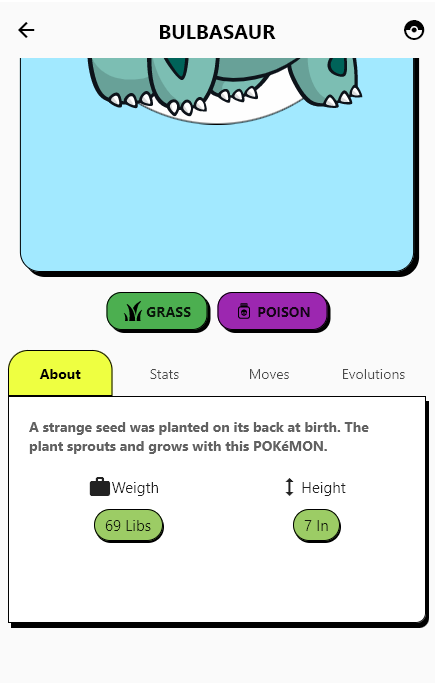 BULBASAUR
GRASS POISON
About Stats Moves Evolutions
A strange seed was planted on its back at birth. The
plant sprouts and grows with this POKéMON.
Weigth Height
69 Libs 7 In